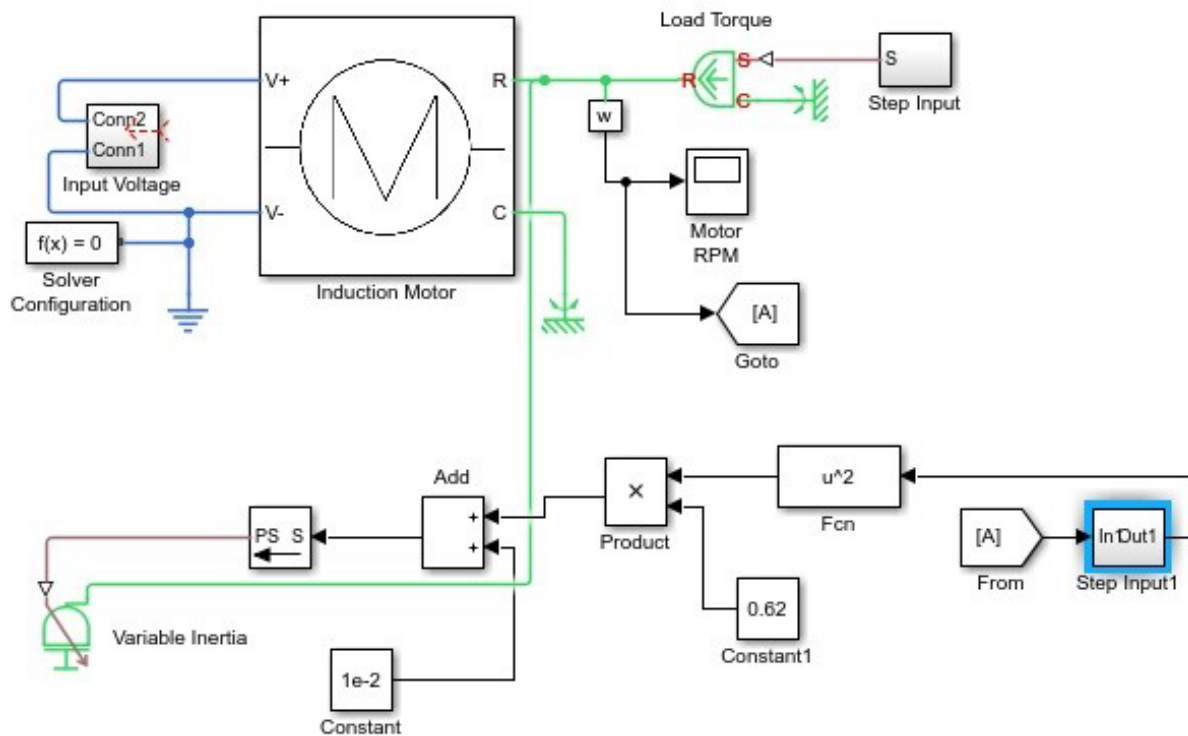 Load Torque
V+
R
R
S
C
S
Step Input
Conn2
Conn1
Input Voltage
w
V-
C
f(x) = 0
Solver
Configuration
Induction Motor
Motor
RPM
[A]
Goto
Add
+
+
PS S
×
Product
u^2
Fcn
[A]
From
In1Out1
Step Input1
Variable Inertia
0.62
Constant1
1e-2
Constant